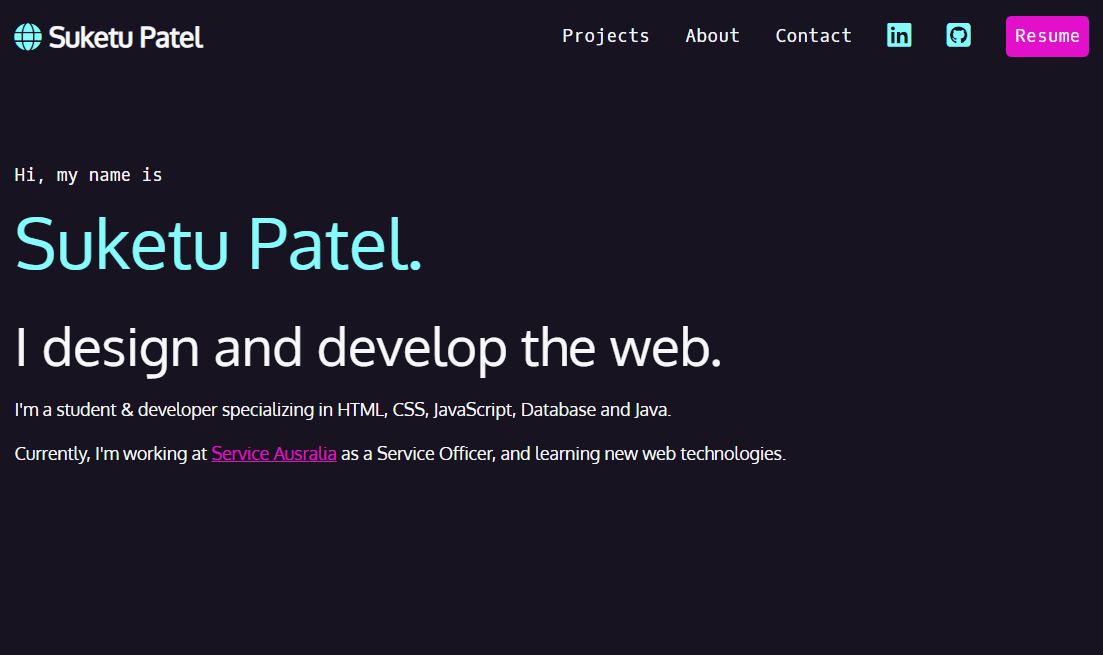 Suketu Patel
Projects About Contact in Resume
Hi, my name is
Suketu Patel.
I design and develop the web.
I'm a student & developer specializing in HTML, CSS, JavaScript, Database and Java.
Currently, I'm working at Service Ausralia as a Service Officer, and learning new web technologies.